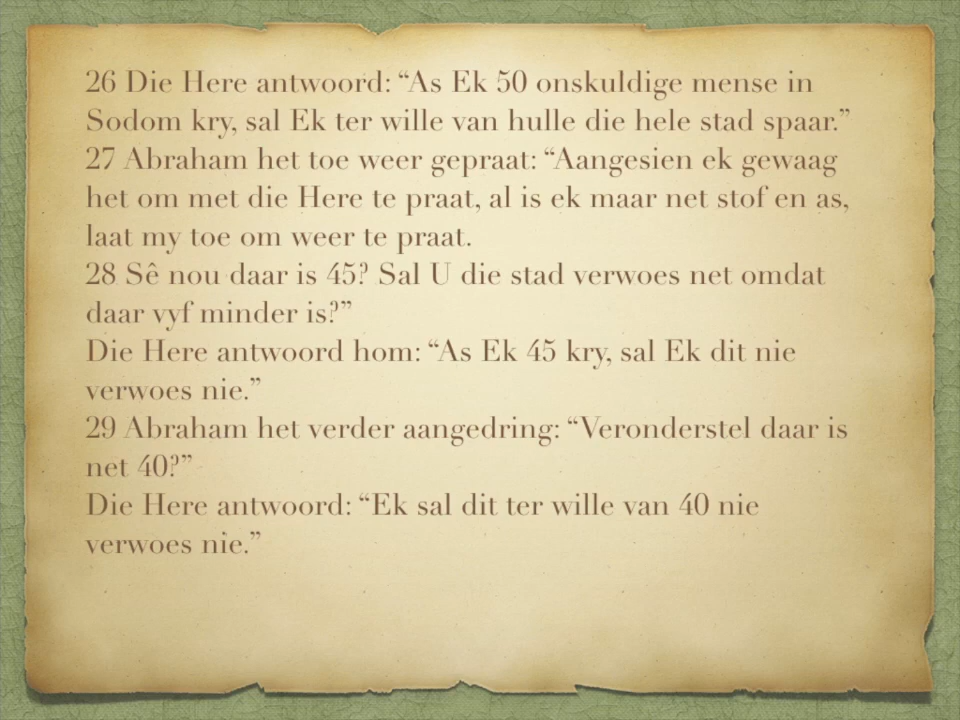 26 Die Here antwoord: “As Ek 50 onskuldige mense in
Sodom kry, sal Ek ter wille van hulle die hele stad spaar.”
27 Abraham het toe weer gepraat: “Aangesien ek gewaag
het om met die Here te praat, al is ek maar net stof en as,
laat my toe om weer te praat.
28 Sê nou daar is 45? Sal U die stad verwoes net omdat
daar vyf minder is?”
Die Here antwoord hom: “As Ek 45 kry, sal Ek dit nie
verwoes nie.”
29 Abraham het verder aangedring: “Veronderstel daar is
net 40?”
Die Here antwoord: “Ek sal dit ter wille van 40 nie
verwoes nie.”